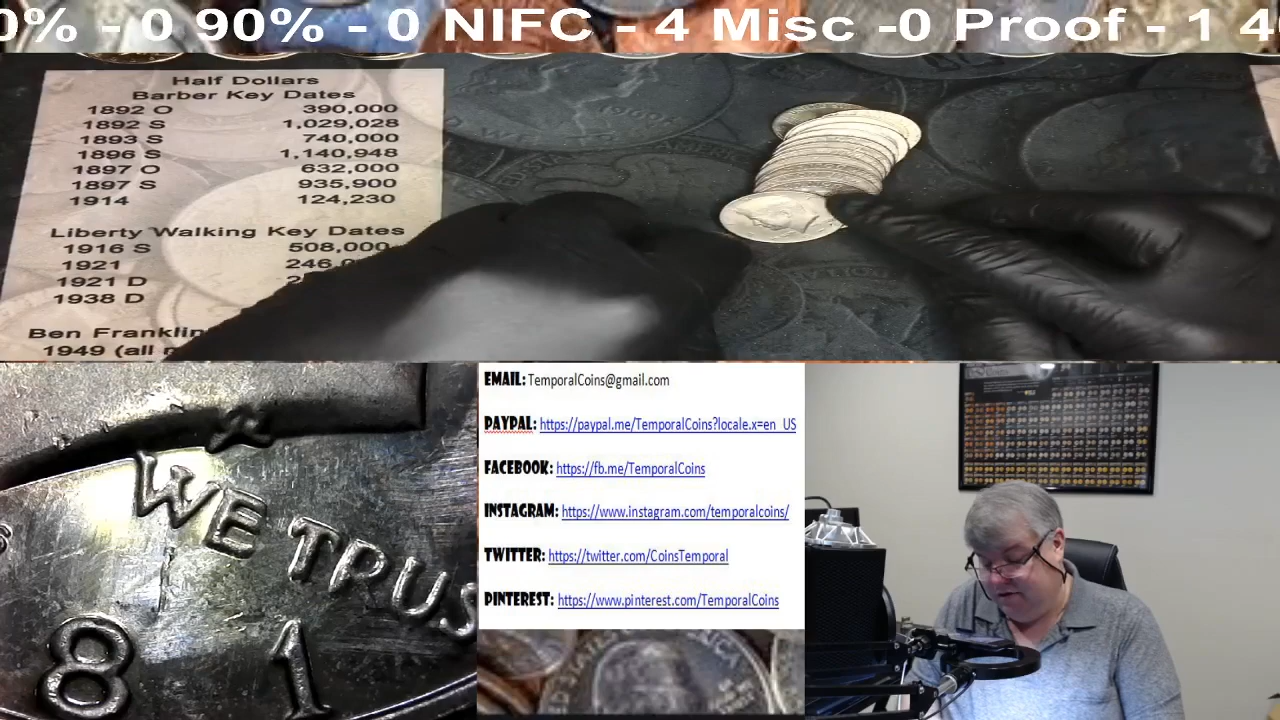 0% - 0 90% - 0 NIFC - 4 Misc -0 Proof - 1 4
Half Dollars
Barber Key Dates
1892 O 390,000
1892 S 1,029,028
1893 S 740,000
1896 S 1,140,948
1897 O 632,000
1897 S 935,900
1914 124,230
Liberty Walking Key Dates
1916 S 508,000
1921 246,0
1921 D
1938 D
Ben Franklin
1949 (all
WE TRUS
8 1
EMAIL: TemporalCoins@gmail.com
PAYPAL: https://paypal.me/TemporalCoins?locale.x=en_US
FACEBOOK: https://fb.me/TemporalCoins
INSTAGRAM: https://www.instagram.com/temporalcoins/
TWITTER: https://twitter.com/CoinsTemporal
PINTEREST: https://www.pinterest.com/TemporalCoins